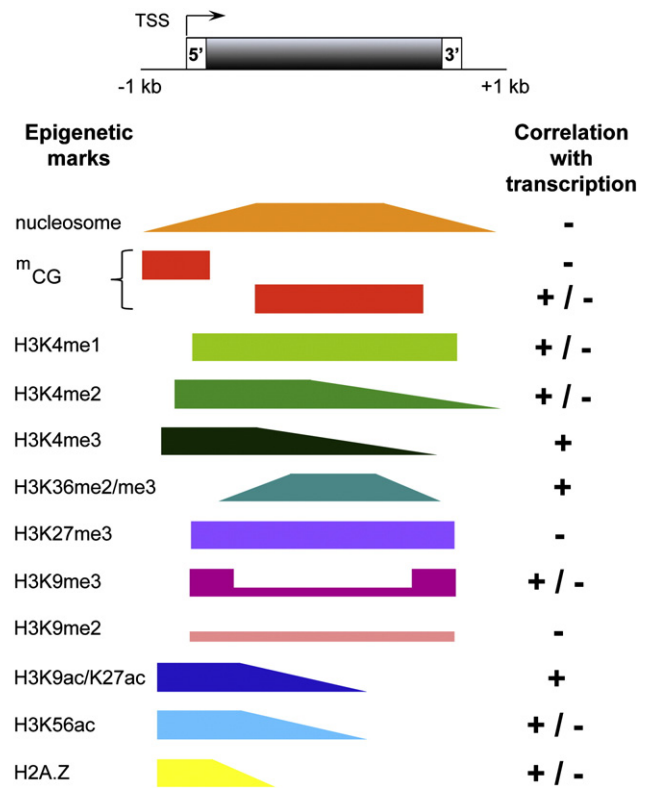 TSS
5' 3'
-1 kb +1 kb
Epigenetic
marks
Correlation
with
transcription
nucleosome -
mCG -
+ / -
H3K4me1 + / -
H3K4me2 + / -
H3K4me3 +
H3K36me2/me3 +
H3K27me3 -
H3K9me3 + / -
H3K9me2 -
H3K9ac/K27ac +
H3K56ac + / -
H2A.Z + / -